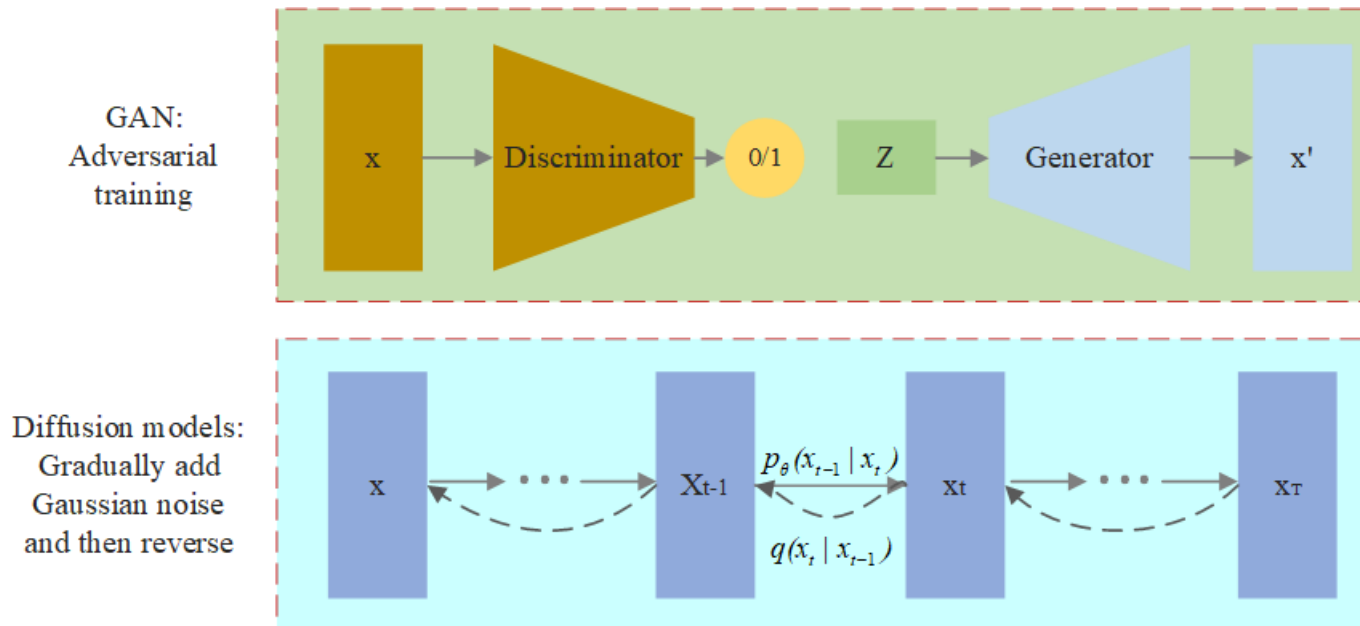 GAN:
Adversarial
training
x
Discriminator
0/1
Z
Generator
x'
Diffusion models:
Gradually add
Gaussian noise
and then reverse
x
...
Xt-1
pθ(xt−1 | xt)
q(xt | xt−1)
xt
...
xT